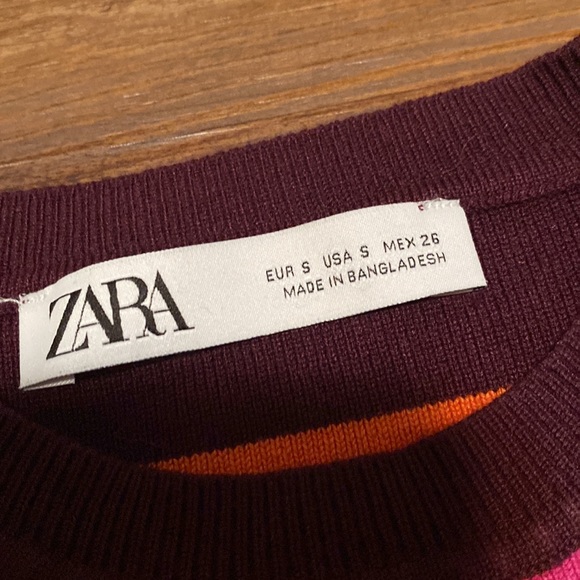 ZARA
EUR S USA S MEX 26
MADE IN BANGLADESH